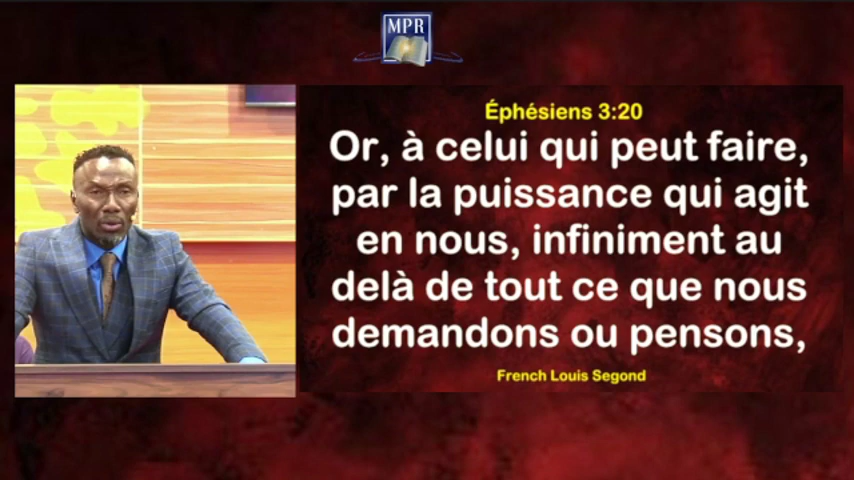 MPR
Éphésiens 3:20
Or, à celui qui peut faire,
par la puissance qui agit
en nous, infiniment au
delà de tout ce que nous
demandons ou pensons,
French Louis Segond